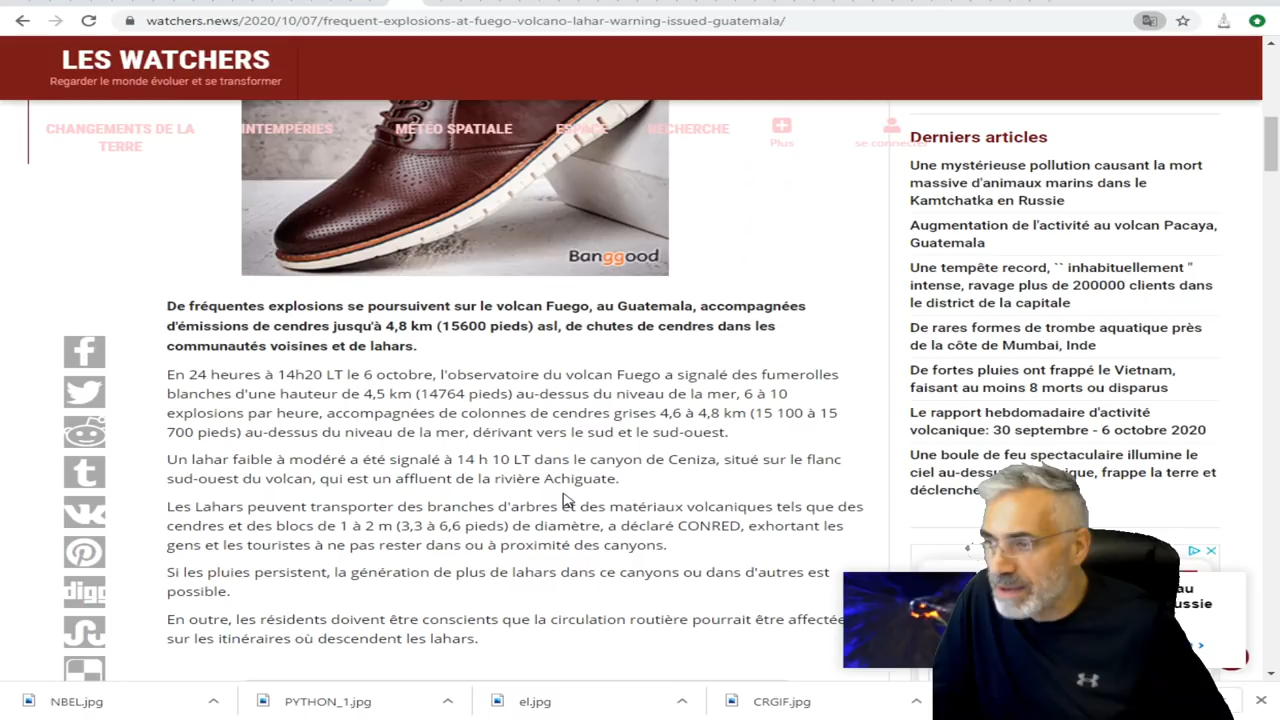 watchers.news/2020/10/07/frequent-explosions-at-fuego-volcano-lahar-warning-issued-guatemala/
LES WATCHERS
Regarder le monde évoluer et se transformer
CHANGEMENTS DE LA TERRE
INTEMPÉRIES
MÉTÉO SPATIALE
ESPACE
RECHERCHE
Plus
se connecter
Banggood
De fréquentes explosions se poursuivent sur le volcan Fuego, au Guatemala, accompagnées
d'émissions de cendres jusqu'à 4,8 km (15600 pieds) asl, de chutes de cendres dans les
communautés voisines et de lahars.
En 24 heures à 14h20 LT le 6 octobre, l'observatoire du volcan Fuego a signalé des fumerolles
blanches d'une hauteur de 4,5 km (14764 pieds) au-dessus du niveau de la mer, 6 à 10
explosions par heure, accompagnées de colonnes de cendres grises 4,6 à 4,8 km (15 100 à 15
700 pieds) au-dessus du niveau de la mer, dérivant vers le sud et le sud-ouest.
Un lahar faible à modéré a été signalé à 14 h 10 LT dans le canyon de Ceniza, situé sur le flanc
sud-ouest du volcan, qui est un affluent de la rivière Achiguate.
Les Lahars peuvent transporter des branches d'arbres et des matériaux volcaniques tels que des
cendres et des blocs de 1 à 2 m (3,3 à 6,6 pieds) de diamètre, a déclaré CONRED, exhortant les
gens et les touristes à ne pas rester dans ou à proximité des canyons.
Si les pluies persistent, la génération de plus de lahars dans ce canyons ou dans d'autres est
possible.
En outre, les résidents doivent être conscients que la circulation routière pourrait être affectée
sur les itinéraires où descendent les lahars.
digg
Derniers articles
Une mystérieuse pollution causant la mort
massive d'animaux marins dans le
Kamtchatka en Russie
Augmentation de l'activité au volcan Pacaya,
Guatemala
Une tempête record, `` inhabituellement ''
intense, ravage plus de 200000 clients dans
le district de la capitale
De rares formes de trombe aquatique près
de la côte de Mumbai, Inde
De fortes pluies ont frappé le Vietnam,
faisant au moins 8 morts ou disparus
Le rapport hebdomadaire d'activité
volcanique: 30 septembre - 6 octobre 2020
Une boule de feu spectaculaire illumine le
ciel frappe la terre et
au
NBEL.jpg
PYTHON_1.jpg
el.jpg
CRGIF.jpg